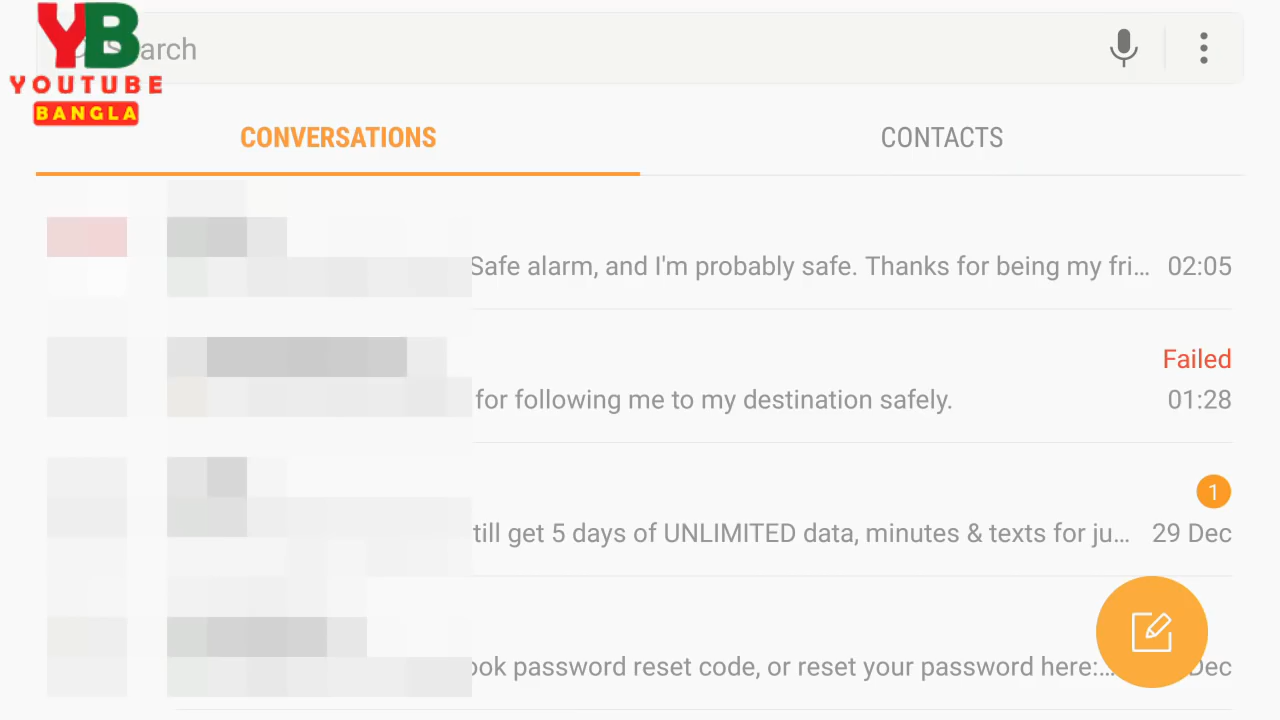 YB
YOUTUBE
BANGLA
arch
CONVERSATIONS
CONTACTS
Safe alarm, and I'm probably safe. Thanks for being my fri... 02:05
Failed
for following me to my destination safely. 01:28
1
till get 5 days of UNLIMITED data, minutes & texts for ju... 29 Dec
ook password reset code, or reset your password here:... Dec